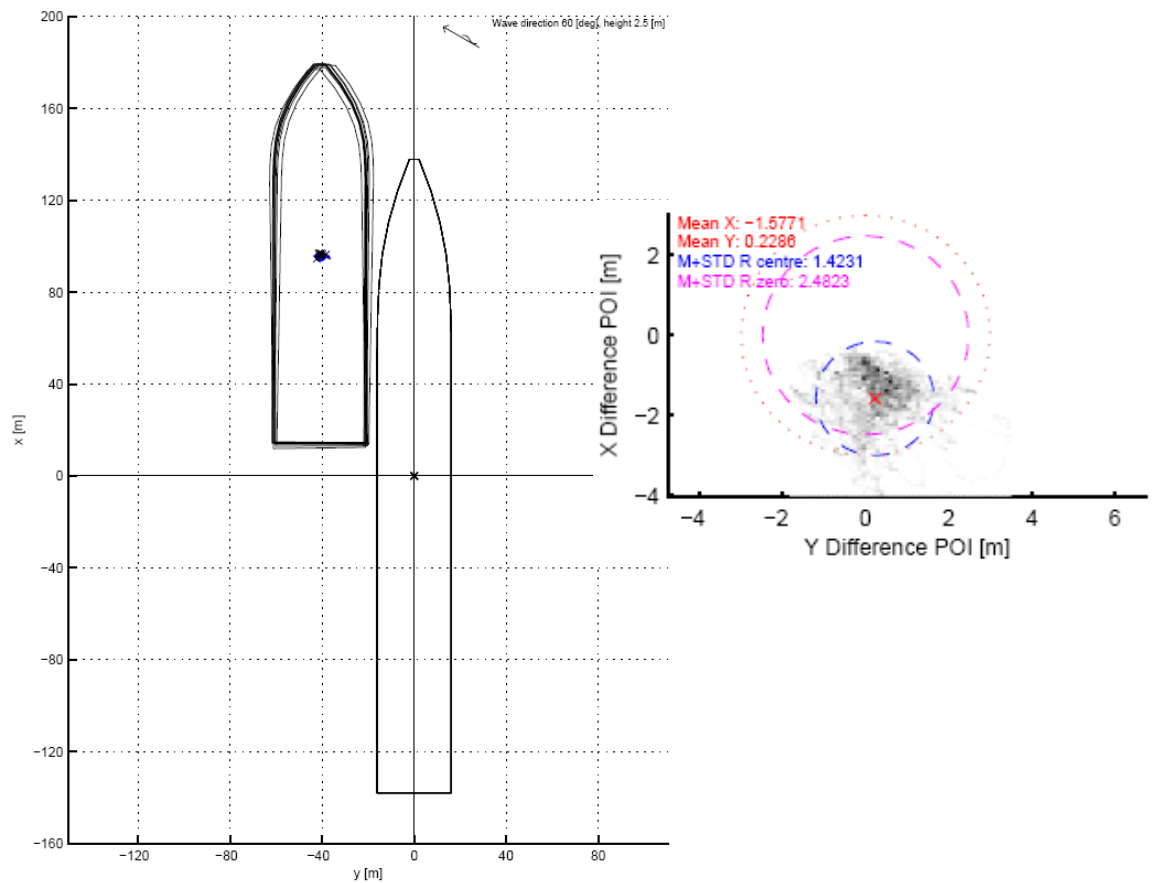 200
160
120
80
40
0
−40
−80
−120
−160
−120
−80
−40
0
40
80
x [m]
y [m]
Wave direction 60 [deg], height 2.5 [m]
Mean X: −1.5771
Mean Y: 0.2286
M+STD R centre: 1.4231
M+STD R zero: 2.4823
2
0
−2
−4
−4
−2
0
2
4
6
X Difference POI [m]
Y Difference POI [m]